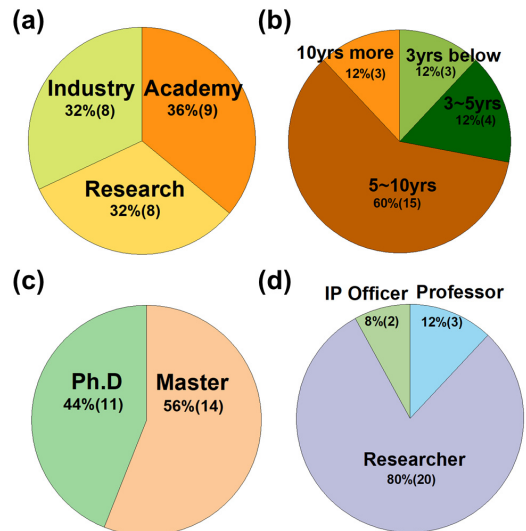 (a)
Industry
32%(8)
Academy
36%(9)
Research
32%(8)
(b)
10yrs more
12%(3)
3yrs below
12%(3)
3~5yrs
12%(4)
5~10yrs
60%(15)
(c)
Ph.D
44%(11)
Master
56%(14)
(d)
IP Officer
8%(2)
Professor
12%(3)
Researcher
80%(20)